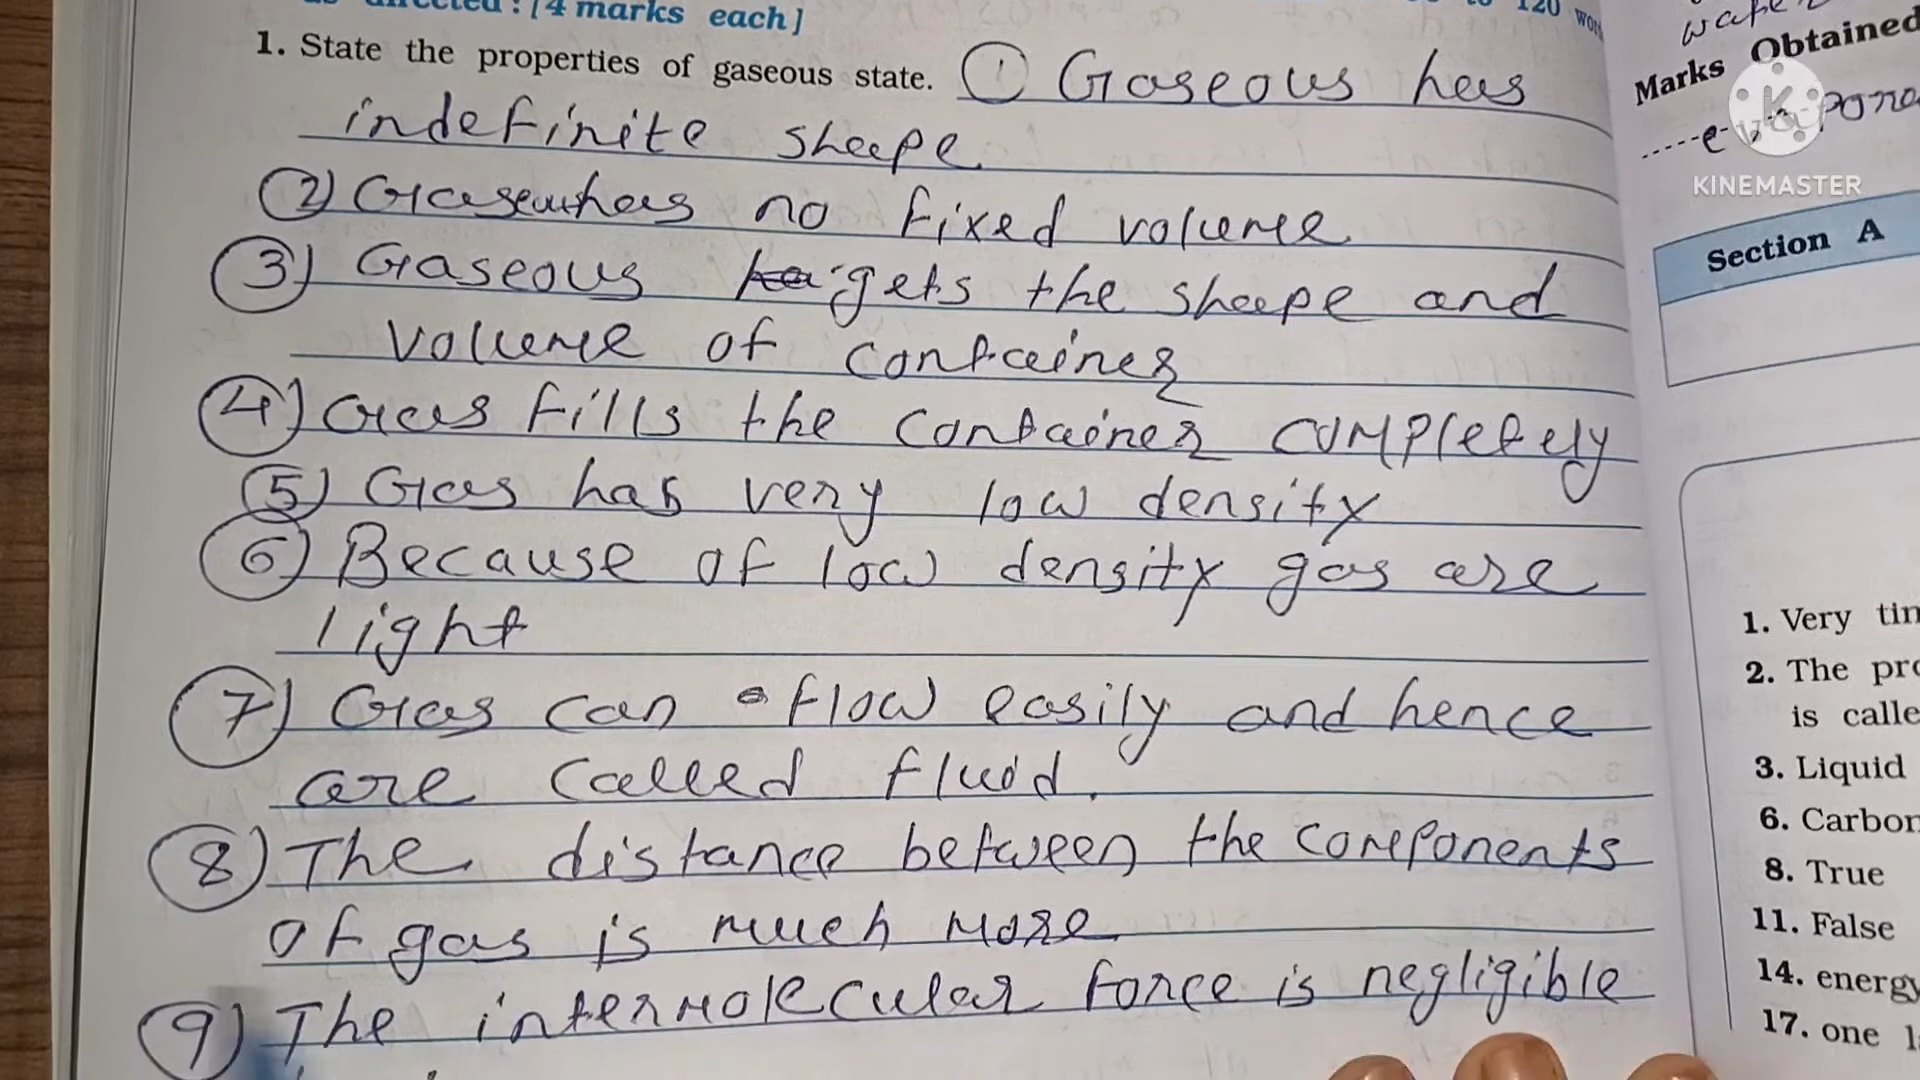 [4 marks each]
120
1. State the properties of gaseous state. ① Gaseous has
indefinite shape.
2) Gaseous has no fixed volume
3) Gaseous gets the shape and
volume of container
4) Gas fills the container completely
5) Gas has very low density
6) Because of low density gas are
light
7) Gas can flow easily and hence
are called fluid.
8) The distance between the components
of gas is much more
9) The intermolecular force is negligible
Marks Obtained
KINEMASTER
Section A
1. Very
2. The
is
3. Liquid
6.
8. True
11. False
14. energy
17. one